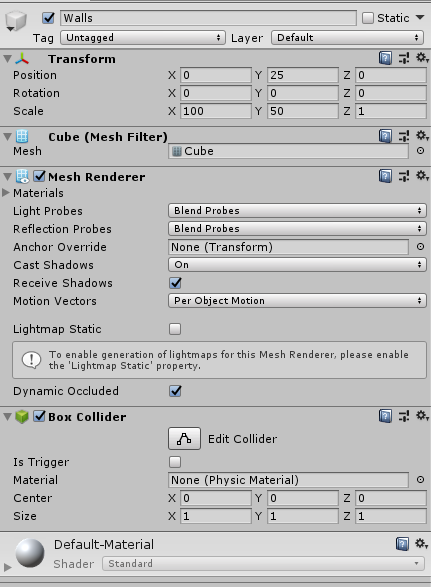 Walls Static
Tag Untagged Layer Default
Transform
Position X 0 Y 25 Z 0
Rotation X 0 Y 0 Z 0
Scale X 100 Y 50 Z 1
Cube (Mesh Filter)
Mesh Cube
Mesh Renderer
Materials
Light Probes Blend Probes
Reflection Probes Blend Probes
Anchor Override None (Transform)
Cast Shadows On
Receive Shadows
Motion Vectors Per Object Motion
Lightmap Static
To enable generation of lightmaps for this Mesh Renderer, please enable
the 'Lightmap Static' property.
Dynamic Occluded
Box Collider
Edit Collider
Is Trigger
Material None (Physic Material)
Center X 0 Y 0 Z 0
Size X 1 Y 1 Z 1
Default-Material
Shader Standard